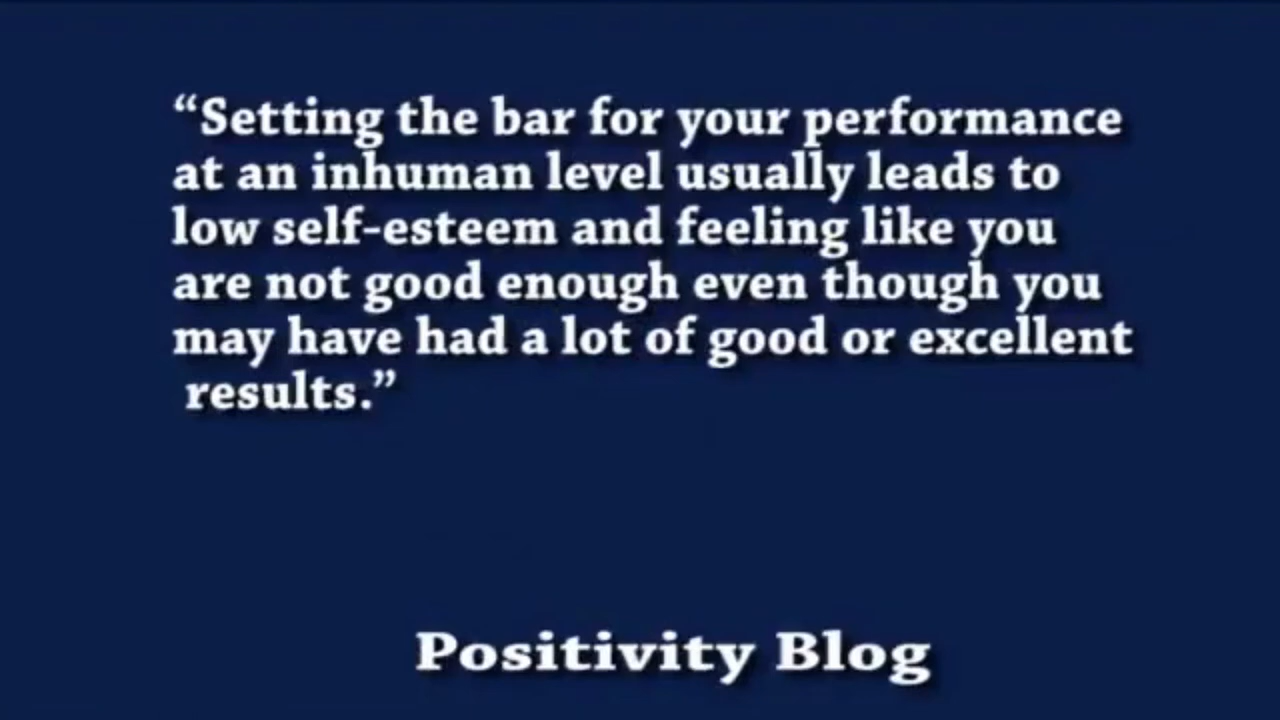 “Setting the bar for your performance
at an inhuman level usually leads to
low self-esteem and feeling like you
are not good enough even though you
may have had a lot of good or excellent
results.”
Positivity Blog